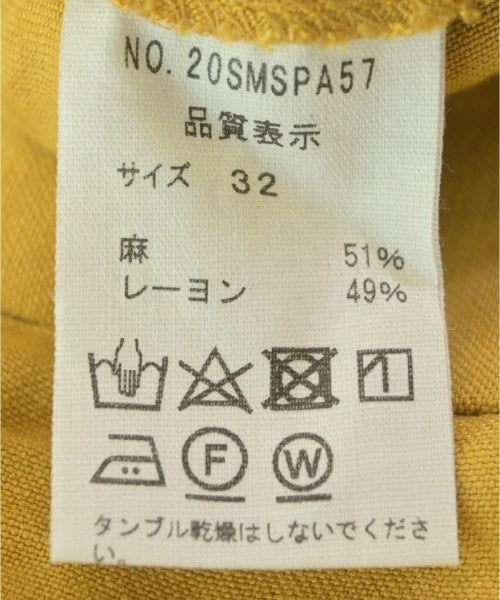 NO. 20SMSPA57
品質表示
サイズ 32
麻 51%
レーヨン 49%
F W
タンブル乾燥はしないでくださ
い。